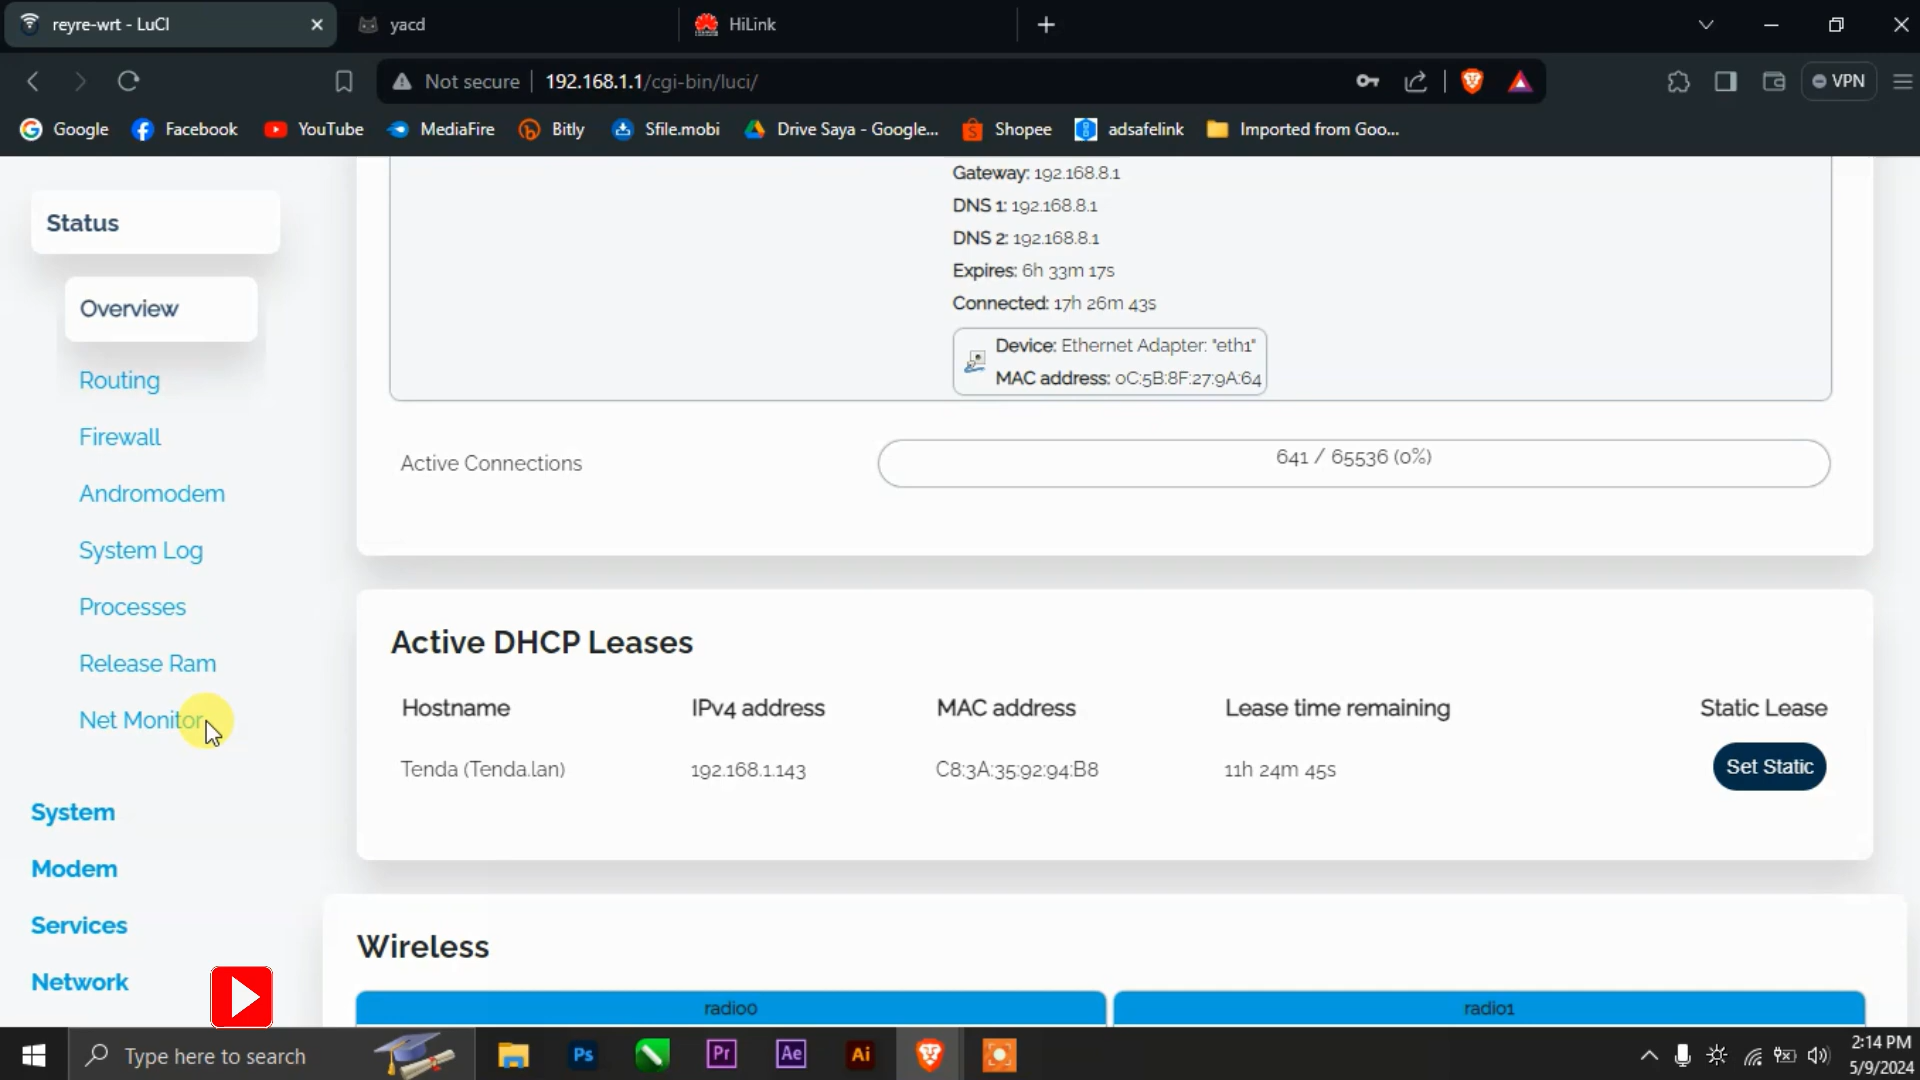 reyre-wrt - LuCI
yacd
HiLink
Not secure
192.168.1.1/cgi-bin/luci/
VPN
Google
Facebook
YouTube
MediaFire
Bitly
Sfile.mobi
Drive Saya - Google...
Shopee
adsafelink
Imported from Goo...
Status
Overview
Routing
Firewall
Andromodem
System Log
Processes
Release Ram
Net Monitor
System
Modem
Services
Network
Gateway: 192.168.8.1
DNS 1: 192.168.8.1
DNS 2: 192.168.8.1
Expires: 6h 33m 17s
Connected: 17h 26m 43s
Device: Ethernet Adapter: "eth1"
MAC address: 0C:5B:8F:27:9A:64
Active Connections
641 / 65536 (0%)
Active DHCP Leases
Hostname IPv4 address MAC address Lease time remaining Static Lease
Tenda (Tenda.lan) 192.168.1.143 C8:3A:35:92:94:B8 11h 24m 45s Set Static
Wireless
radio0 radio1
Type here to search
Ps
Pr
Ae
Ai
2:14 PM
5/9/2024